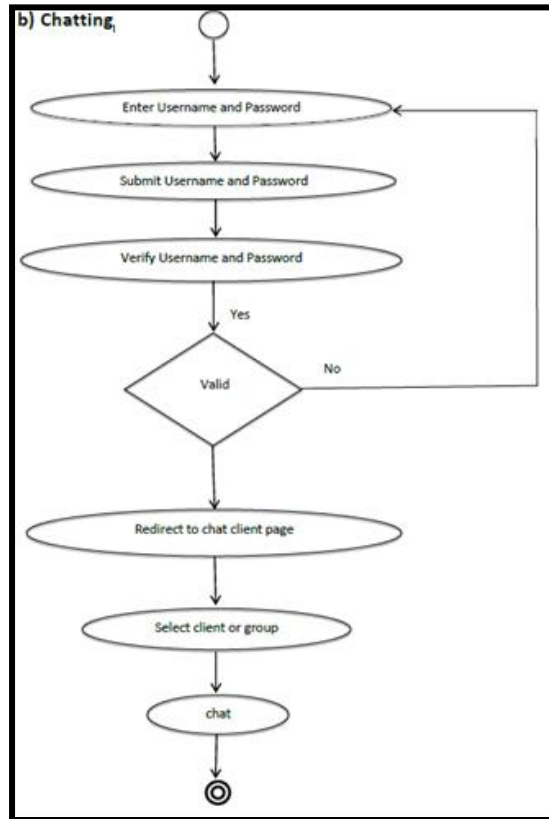 b) Chatting
Enter Username and Password
Submit Username and Password
Verify Username and Password
Yes
Valid
No
Redirect to chat client page
Select client or group
chat